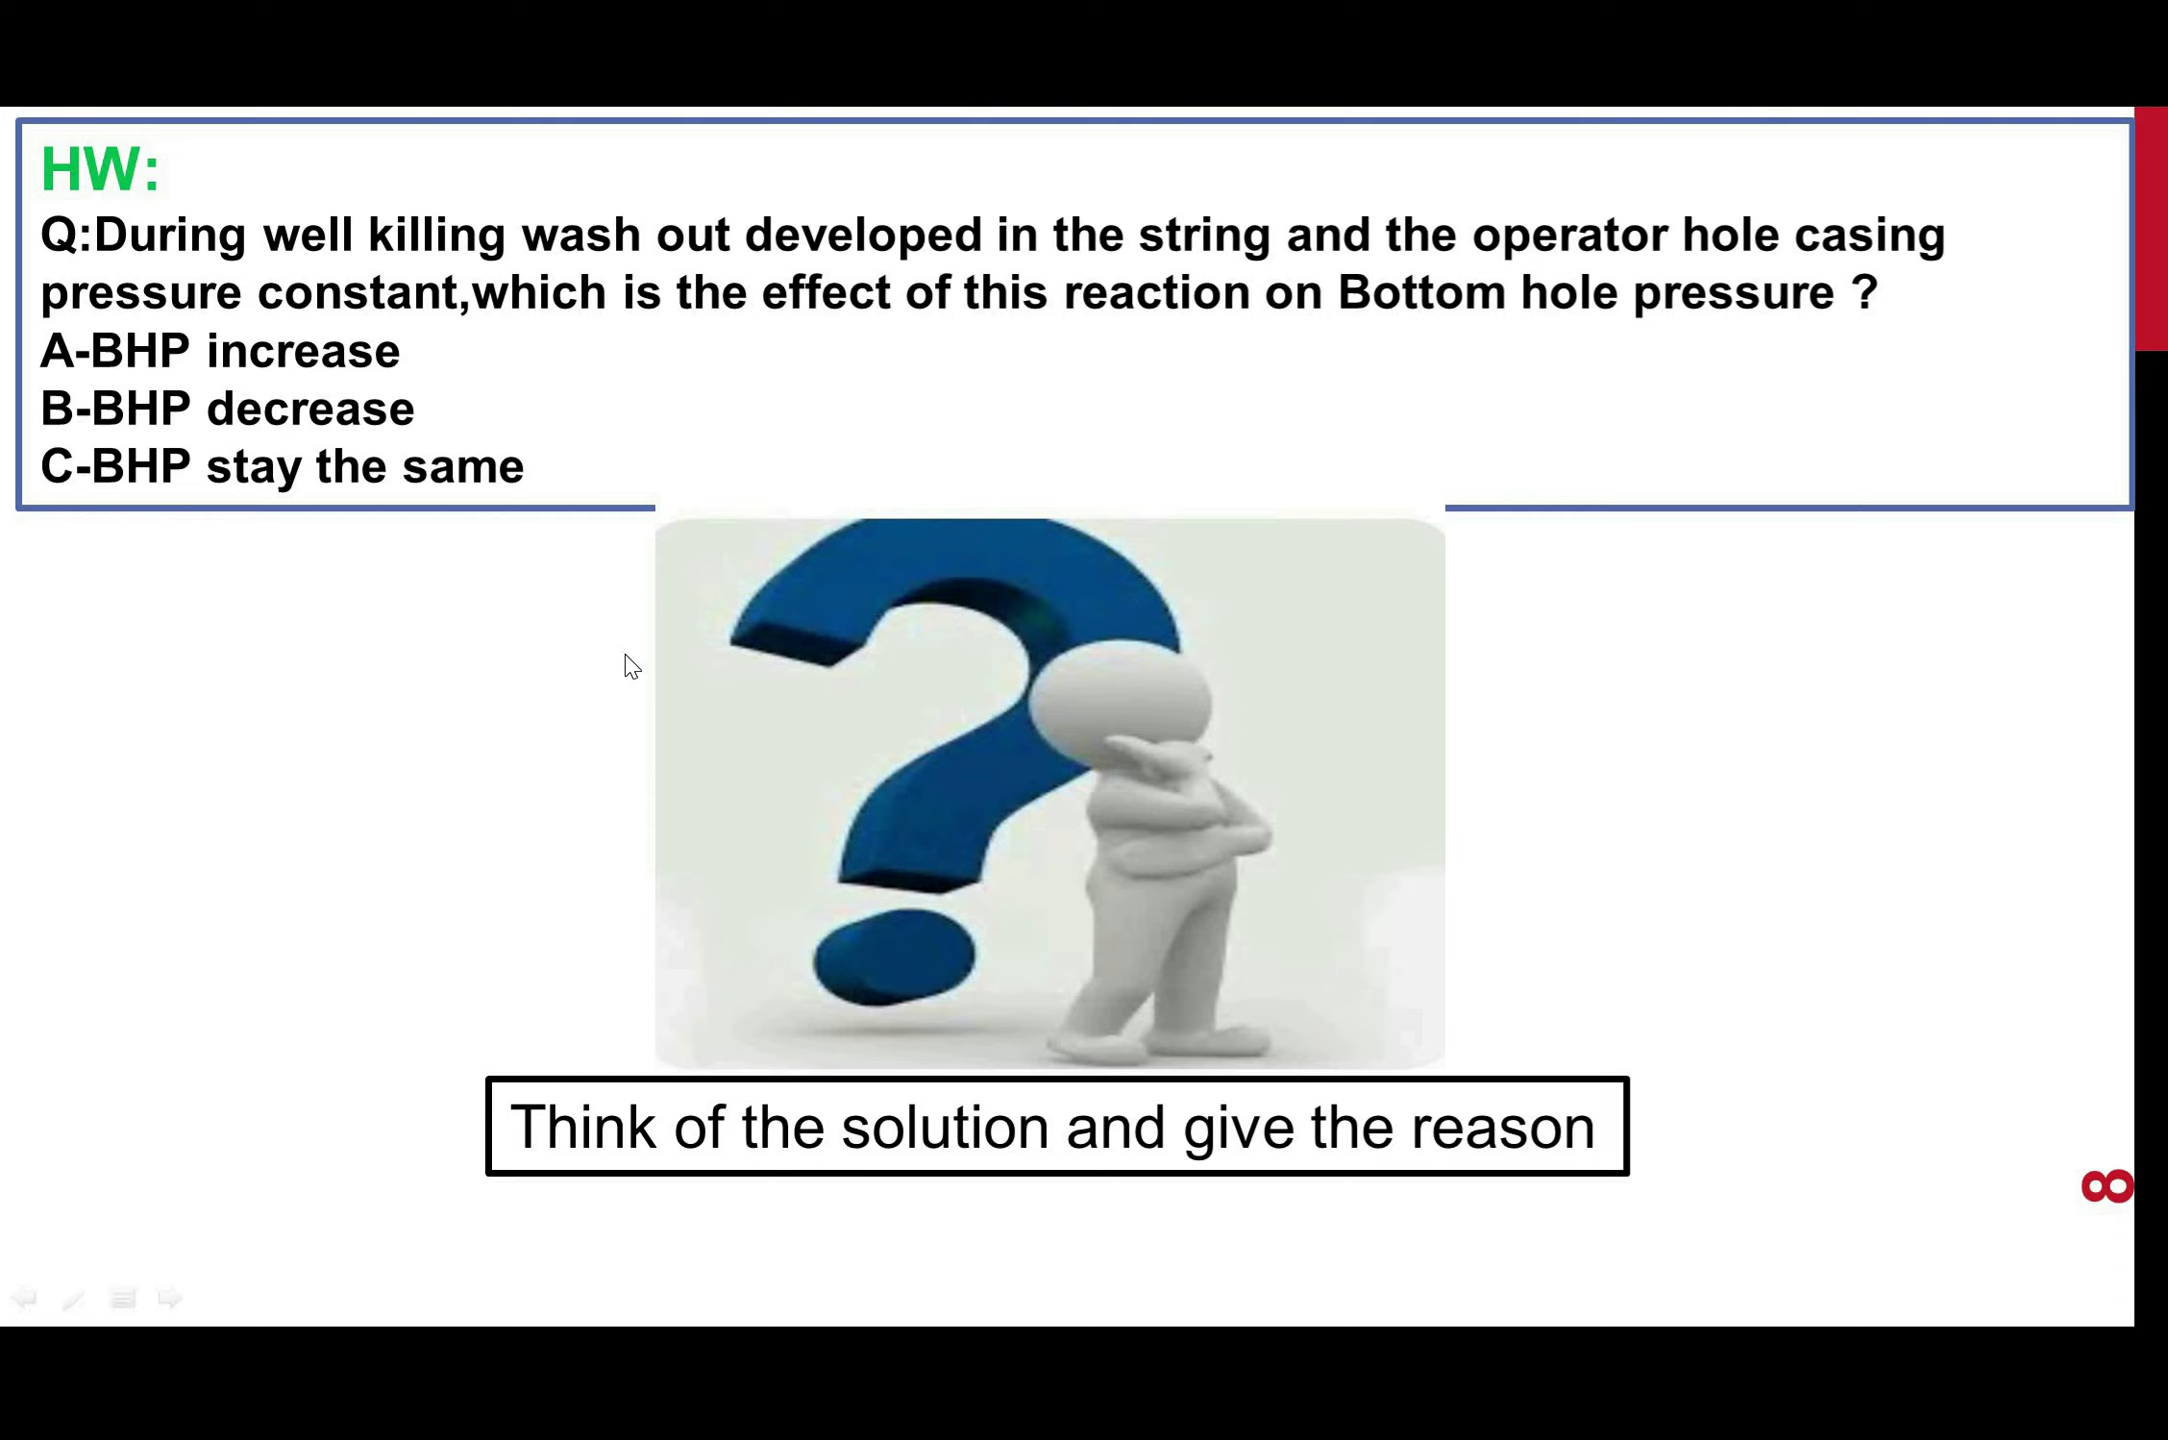 HW:
Q:During well killing wash out developed in the string and the operator hole casing
pressure constant,which is the effect of this reaction on Bottom hole pressure ?
A-BHP increase
B-BHP decrease
C-BHP stay the same
Think of the solution and give the reason
8